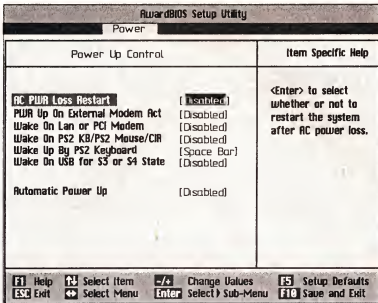 AwardBIOS Setup Utility
Power
Power Up Control
Item Specific Help
AC PWR Loss Restart [Disabled]
PWR Up On External Modem Act [Disabled]
Wake On Lan or PCI Modem [Disabled]
Wake On PS2 KB/PS2 Mouse/CIR [Disabled]
Wake Up By PS2 Keyboard [Space Bar]
Wake On USB for S3 or S4 State [Disabled]
Automatic Power Up [Disabled]
<Enter> to select
whether or not to
restart the system
after AC power loss.
F1 Help ↑↓ Select Item -/+ Change Values F5 Setup Defaults
ESC Exit ↔ Select Menu Enter Select ▸ Sub-Menu F10 Save and Exit